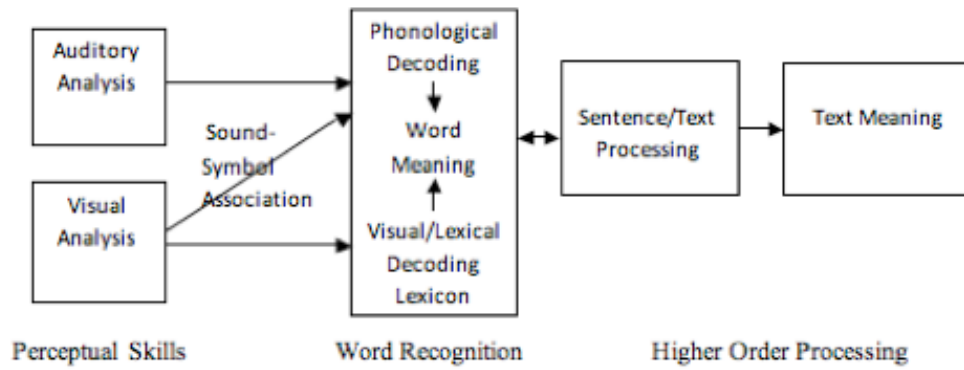 Auditory
Analysis
Sound-
Symbol
Association
Visual
Analysis
Phonological
Decoding
Word
Meaning
Visual/Lexical
Decoding
Lexicon
Sentence/Text
Processing
Text Meaning
Perceptual Skills
Word Recognition
Higher Order Processing